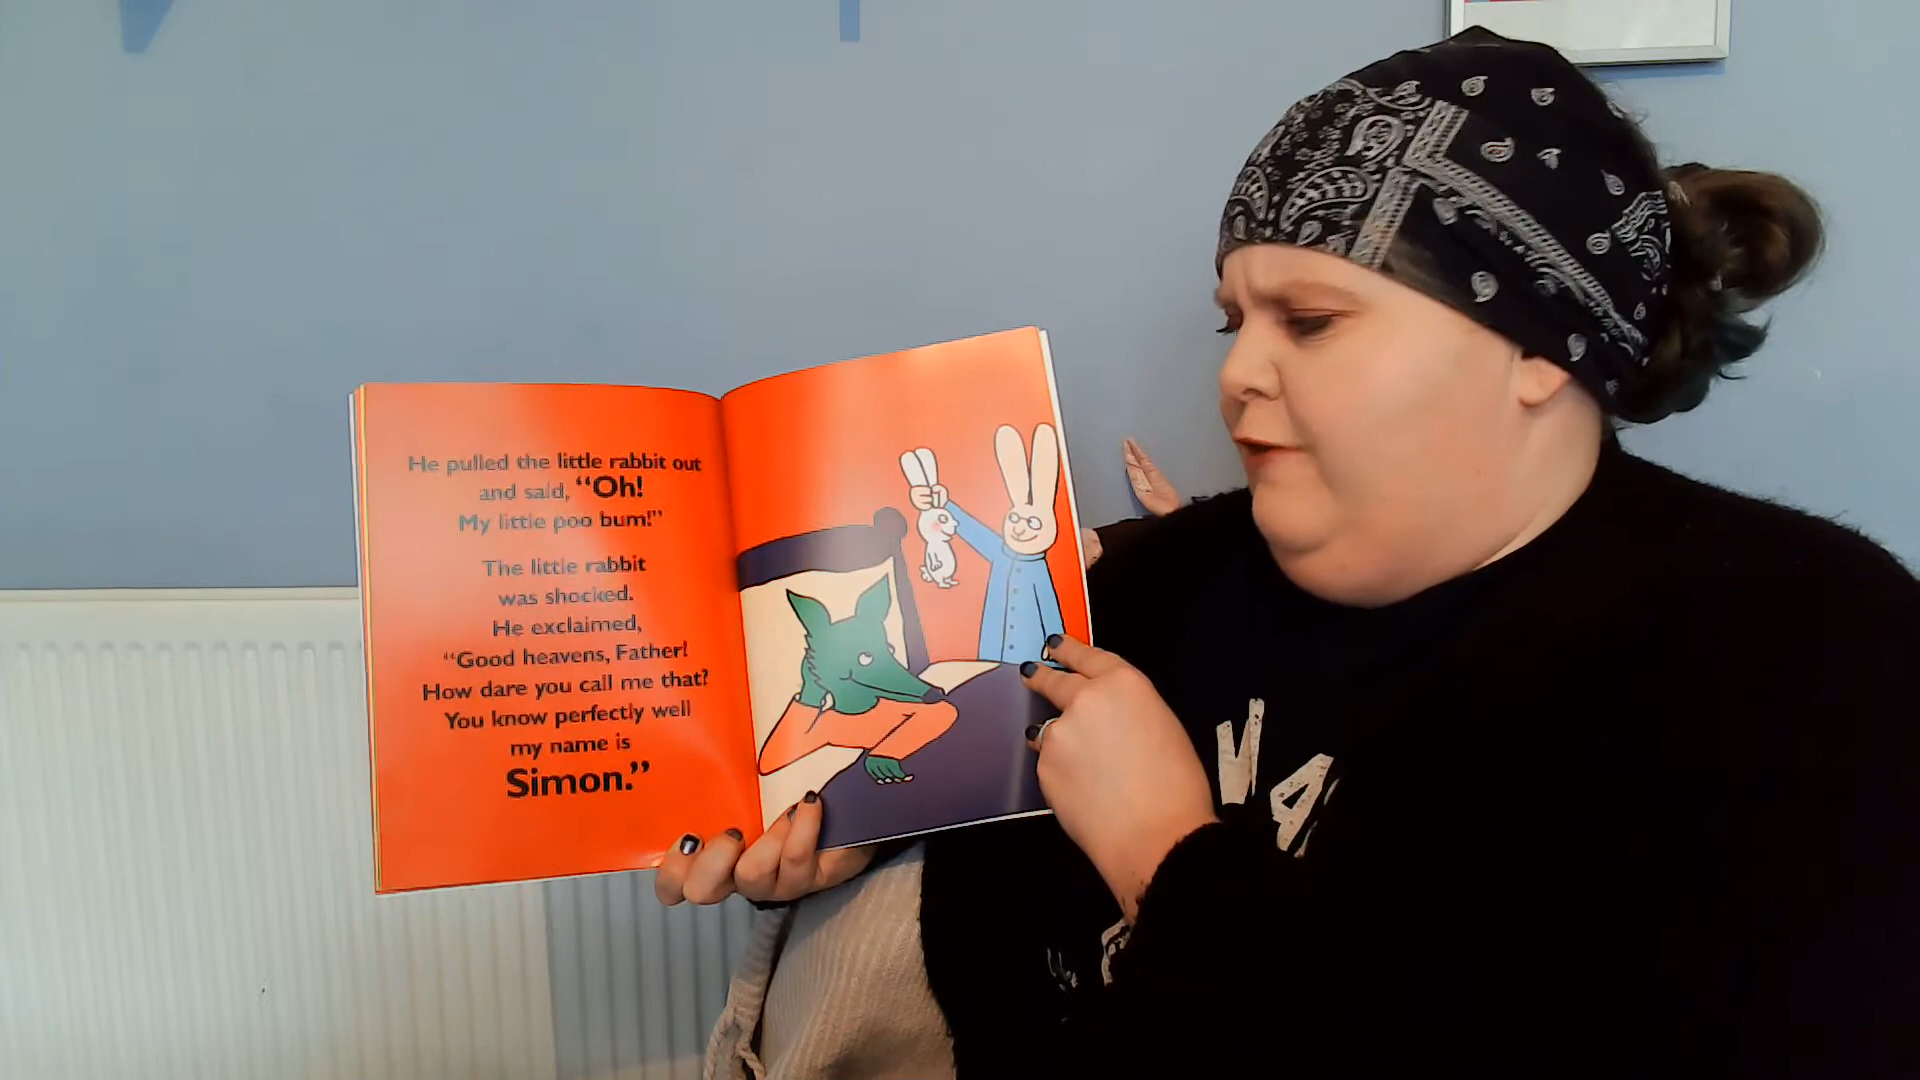 He pulled the little rabbit out
and said, “Oh!
My little poo bum!”
The little rabbit
was shocked.
He exclaimed,
“Good heavens, Father!
How dare you call me that?
You know perfectly well
my name is
Simon.”